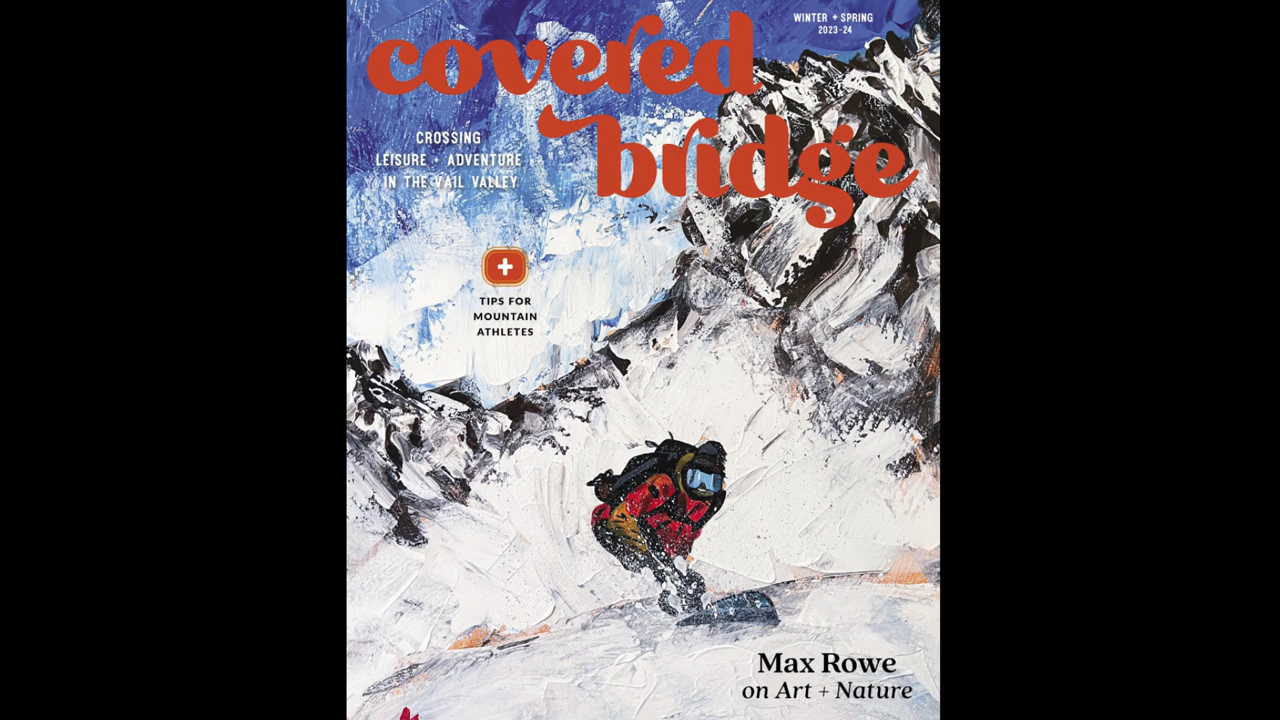 covered
bridge
WINTER + SPRING
2023-24
CROSSING
LEISURE + ADVENTURE
IN THE VAIL VALLEY
+
TIPS FOR
MOUNTAIN
ATHLETES
Max Rowe
on Art + Nature